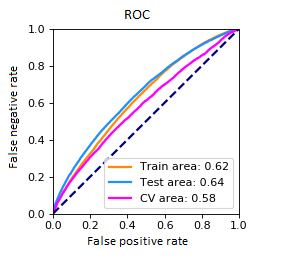 ROC
1.0
0.8
0.6
0.4
0.2
0.0
False negative rate
Train area: 0.62
Test area: 0.64
CV area: 0.58
0.0 0.2 0.4 0.6 0.8 1.0
False positive rate